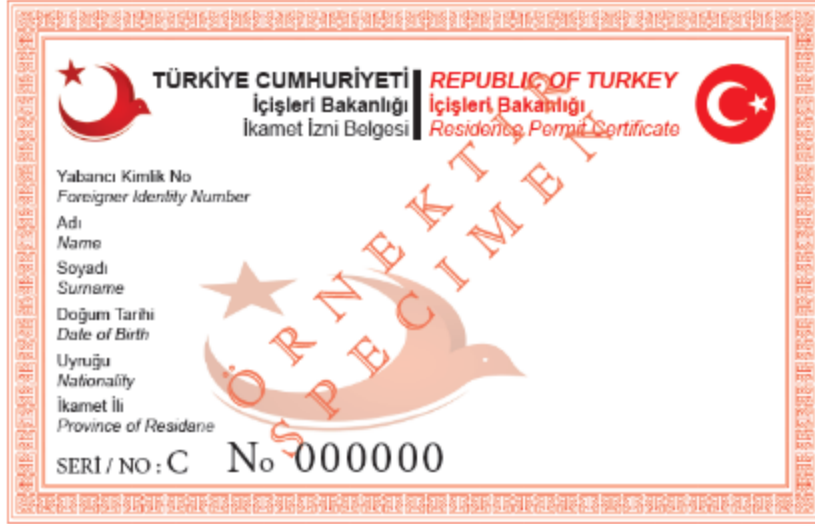 TÜRKİYE CUMHURİYETİ
İçişleri Bakanlığı
İkamet İzni Belgesi
REPUBLIC OF TURKEY
İçişleri Bakanlığı
Residence Permit Certificate
Yabancı Kimlik No
Foreigner Identity Number
Adı
Name
Soyadı
Surname
Doğum Tarihi
Date of Birth
Uyruğu
Nationality
İkamet İli
Province of Residane
SERİ / NO : C No 000000
ÖRNEKTİR
SPECIMEN